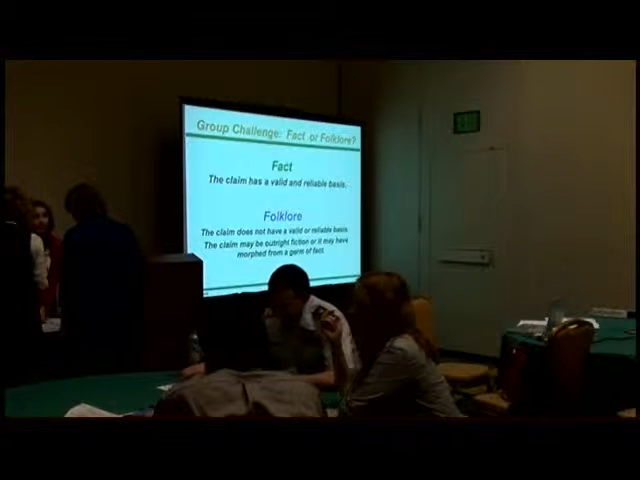 Group Challenge: Fact or Folklore?
Fact
The claim has a valid and reliable basis.
Folklore
The claim does not have a valid or reliable basis.
The claim may be outright fiction or it may have
morphed from a germ of fact.